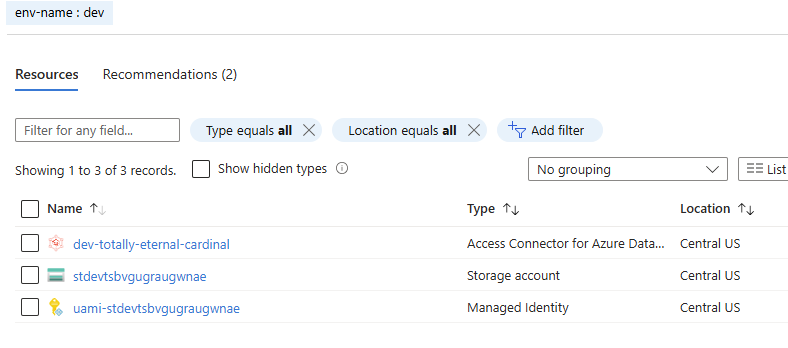 env-name : dev
Resources Recommendations (2)
Filter for any field... Type equals all Location equals all Add filter
Showing 1 to 3 of 3 records. Show hidden types No grouping List
Name Type Location
dev-totally-eternal-cardinal Access Connector for Azure Data... Central US
stdevtsbvgugraugwnae Storage account Central US
uami-stdevtsbvgugraugwnae Managed Identity Central US